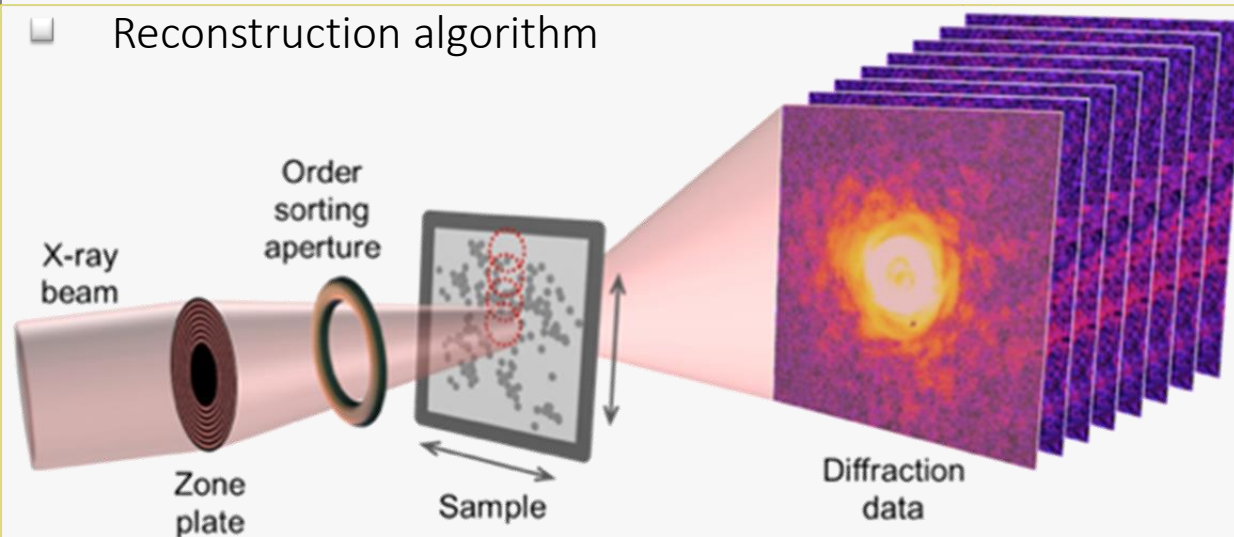 Reconstruction algorithm
Order
sorting
aperture
X-ray
beam
Zone
plate
Sample
Diffraction
data